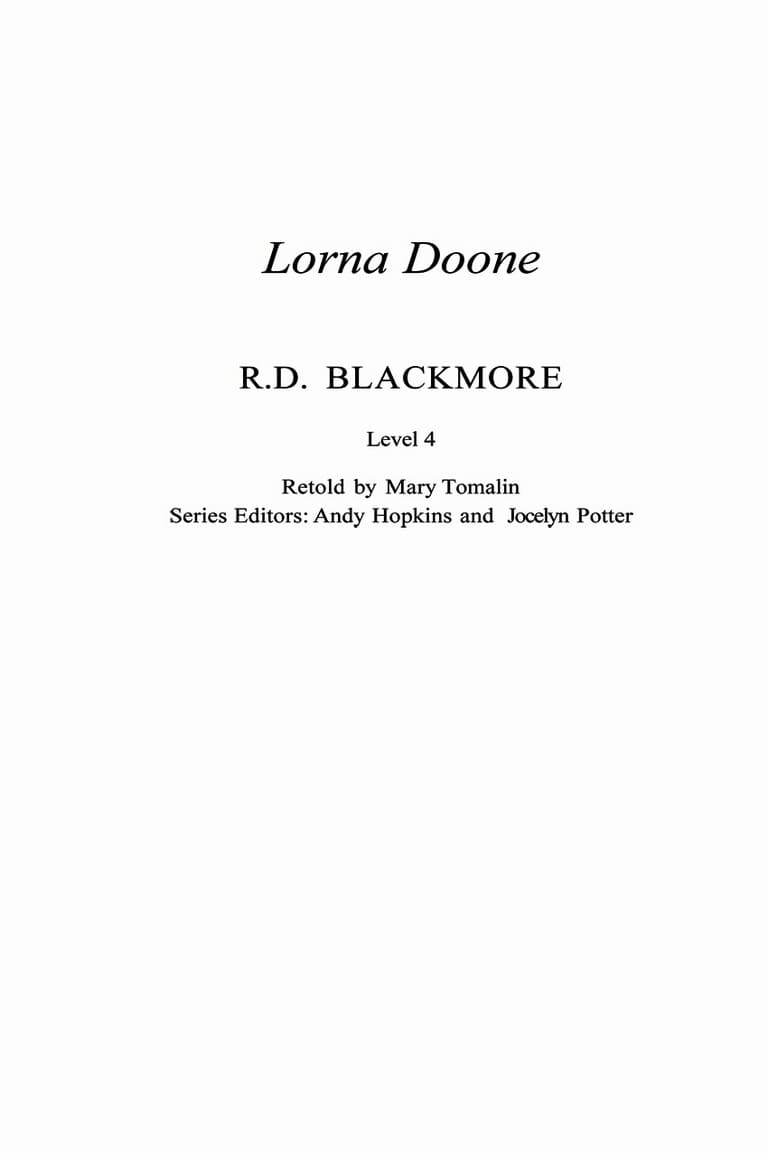 Lorna Doone
R.D. BLACKMORE
Level 4
Retold by Mary Tomalin
Series Editors: Andy Hopkins and Jocelyn Potter